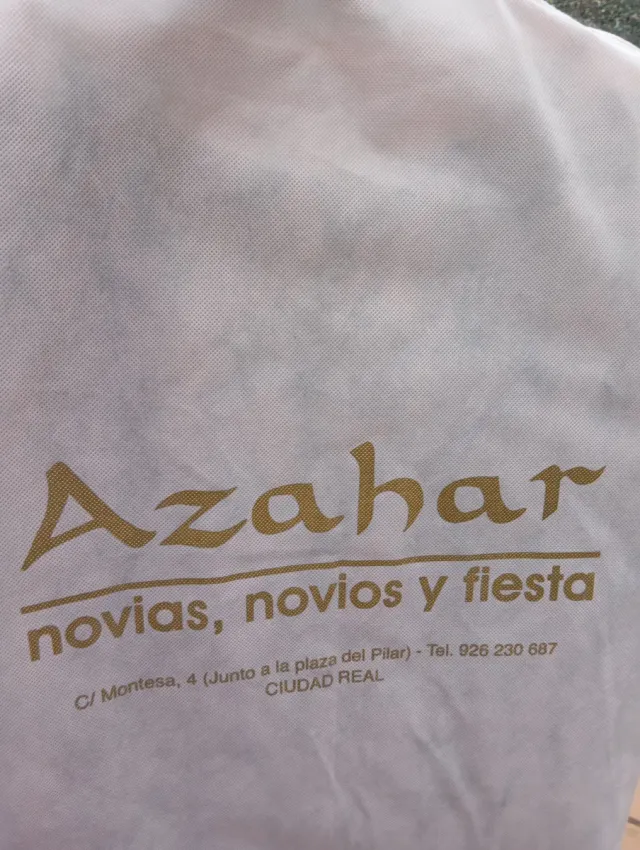 Azahar
novias, novios y fiesta
C/ Montesa, 4 (Junto a la plaza del Pilar) - Tel. 926 230 687
CIUDAD REAL